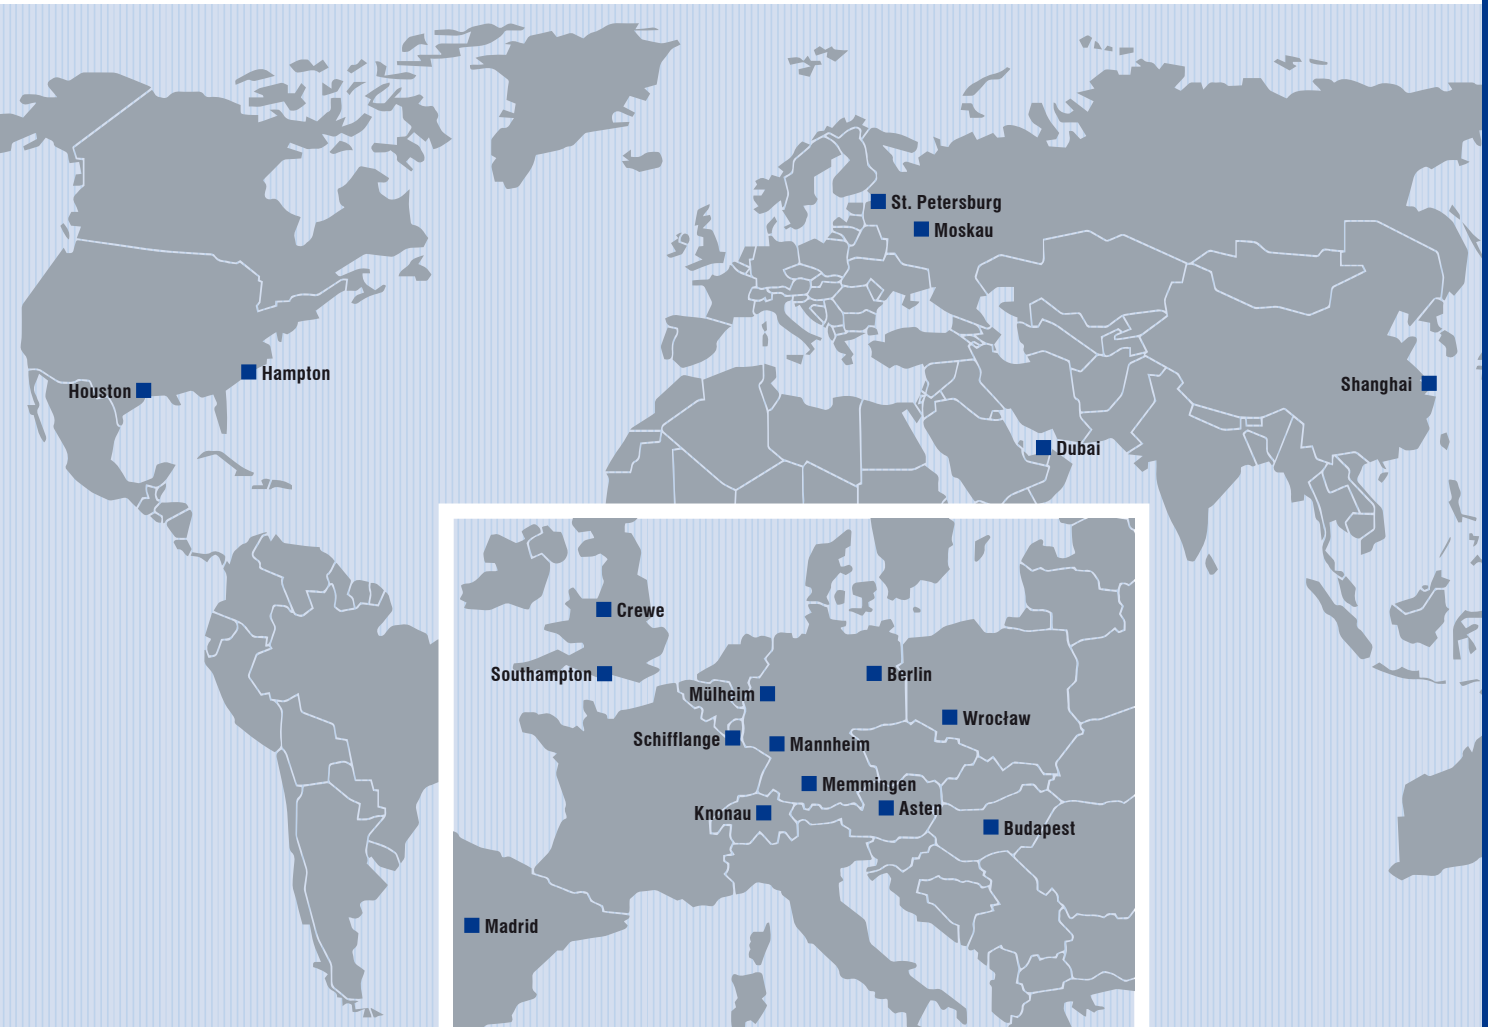 St. Petersburg
Moskau
Hampton
Houston
Shanghai
Dubai
Crewe
Southampton
Berlin
Mülheim
Wrocław
Schifflange
Mannheim
Memmingen
Asten
Knonau
Budapest
Madrid